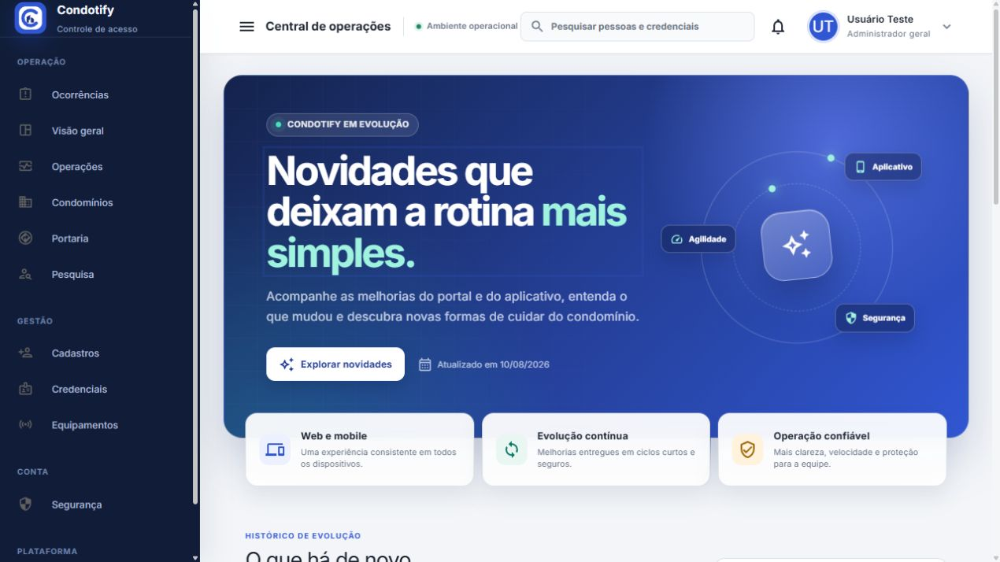 Condotify
Controle de acesso
OPERAÇÃO
Ocorrências
Visão geral
Operações
Condomínios
Portaria
Pesquisa
GESTÃO
Cadastros
Credenciais
Equipamentos
CONTA
Segurança
PLATAFORMA
Central de operações
Ambiente operacional
Pesquisar pessoas e credenciais
UT
Usuário Teste
Administrador geral
CONDOTIFY EM EVOLUÇÃO
Novidades que
deixam a rotina mais
simples.
Acompanhe as melhorias do portal e do aplicativo, entenda o
que mudou e descubra novas formas de cuidar do condomínio.
Explorar novidades
Atualizado em 10/08/2026
Aplicativo
Agilidade
Segurança
Web e mobile
Uma experiência consistente em todos
os dispositivos.
Evolução contínua
Melhorias entregues em ciclos curtos e
seguros.
Operação confiável
Mais clareza, velocidade e proteção
para a equipe.
HISTÓRICO DE EVOLUÇÃO
O que há de novo